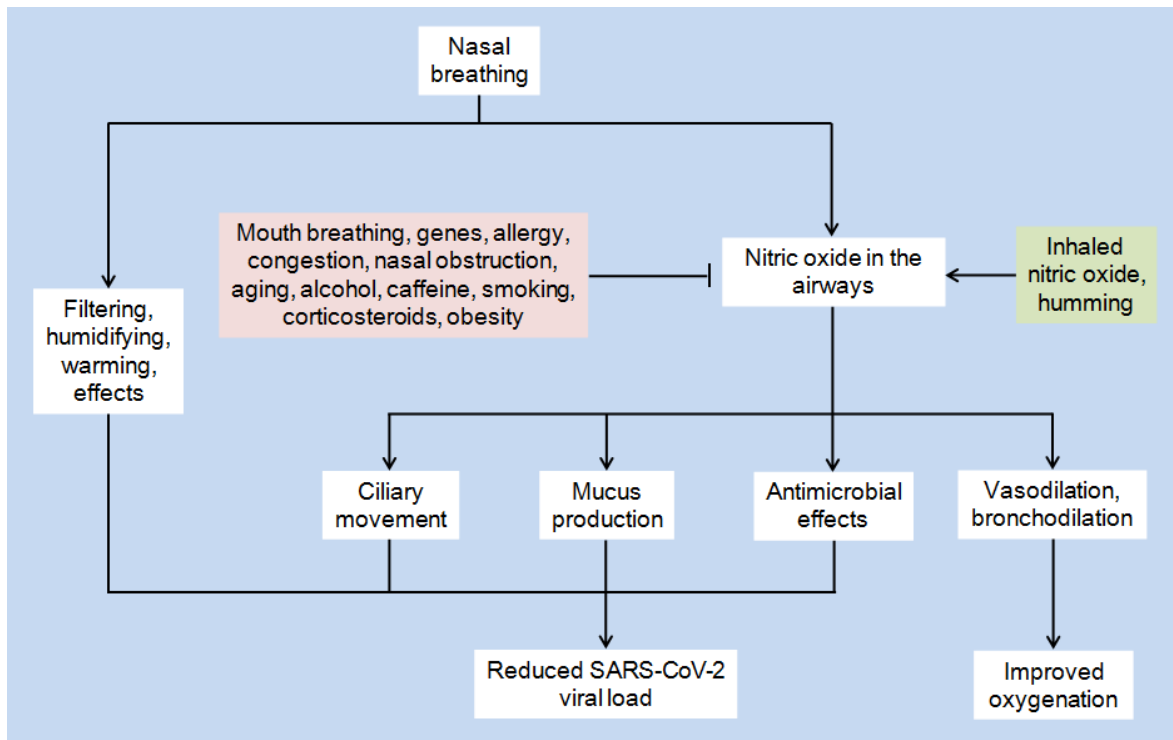 Nasal
breathing
Mouth breathing, genes, allergy,
congestion, nasal obstruction,
aging, alcohol, caffeine, smoking,
corticosteroids, obesity
Nitric oxide in the
airways
Inhaled
nitric oxide,
humming
Filtering,
humidifying,
warming,
effects
Ciliary
movement
Mucus
production
Antimicrobial
effects
Vasodilation,
bronchodilation
Reduced SARS-CoV-2
viral load
Improved
oxygenation